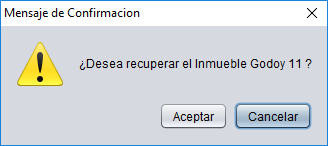 Mensaje de Confirmacion
¿Desea recuperar el Inmueble Godoy 11 ?
Aceptar
Cancelar